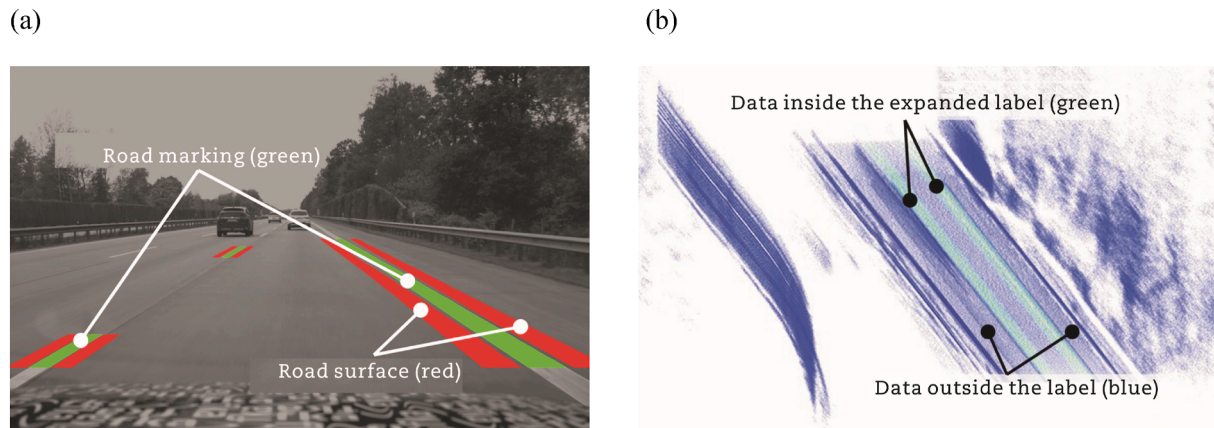 (a)
(b)
Road marking (green)
Road surface (red)
Data inside the expanded label (green)
Data outside the label (blue)